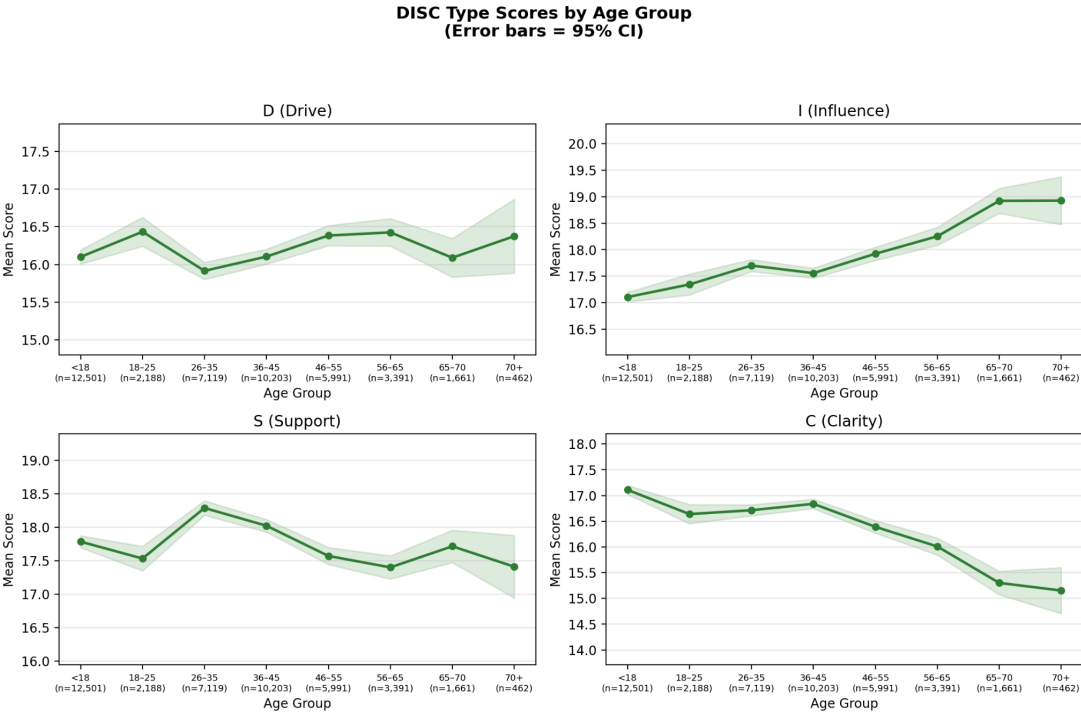 DISC Type Scores by Age Group
(Error bars = 95% CI)
D (Drive)
Mean Score
17.5
17.0
16.5
16.0
15.5
15.0
<18 18–25 26–35 36–45 46–55 56–65 65–70 70+
(n=12,501) (n=2,188) (n=7,119) (n=10,203) (n=5,991) (n=3,391) (n=1,661) (n=462)
Age Group
I (Influence)
Mean Score
20.0
19.5
19.0
18.5
18.0
17.5
17.0
16.5
<18 18–25 26–35 36–45 46–55 56–65 65–70 70+
(n=12,501) (n=2,188) (n=7,119) (n=10,203) (n=5,991) (n=3,391) (n=1,661) (n=462)
Age Group
S (Support)
Mean Score
19.0
18.5
18.0
17.5
17.0
16.5
16.0
<18 18–25 26–35 36–45 46–55 56–65 65–70 70+
(n=12,501) (n=2,188) (n=7,119) (n=10,203) (n=5,991) (n=3,391) (n=1,661) (n=462)
Age Group
C (Clarity)
Mean Score
18.0
17.5
17.0
16.5
16.0
15.5
15.0
14.5
14.0
<18 18–25 26–35 36–45 46–55 56–65 65–70 70+
(n=12,501) (n=2,188) (n=7,119) (n=10,203) (n=5,991) (n=3,391) (n=1,661) (n=462)
Age Group